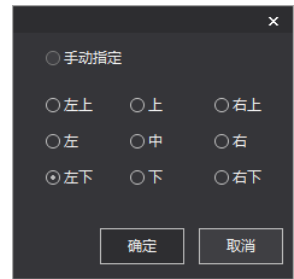 手动指定
左上 上 右上
左 中 右
左下 下 右下
确定 取消